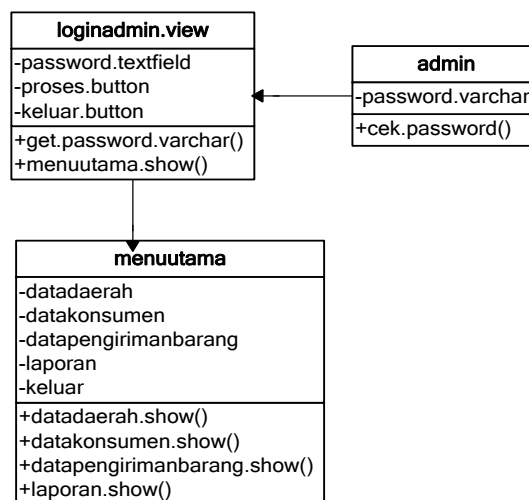 loginadmin.view
-password.textfield
-proses.button
-keluar.button
+get.password.varchar()
+menuutama.show()
admin
-password.varchar
+cek.password()
menuutama
-datadaerah
-datakonsumen
-datapengirimanbarang
-laporan
-keluar
+datadaerah.show()
+datakonsumen.show()
+datapengirimanbarang.show()
+laporan.show()